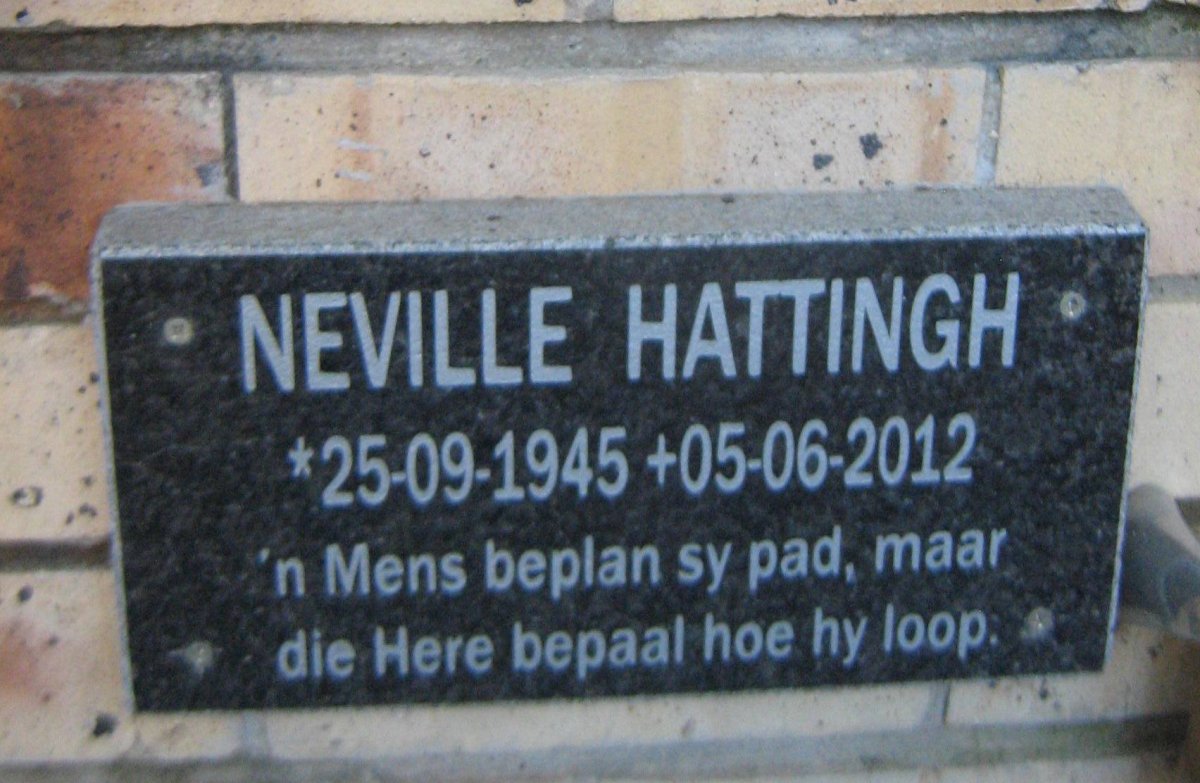 NEVILLE HATTINGH
*25-09-1945 +05-06-2012
'n Mens beplan sy pad, maar
die Here bepaal hoe hy loop.